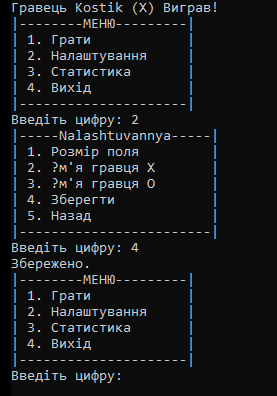 Гравець Kostik (X) Виграв!
|--------МЕНЮ---------|
| 1. Грати            |
| 2. Налаштування     |
| 3. Статистика       |
| 4. Вихід            |
|---------------------|
Введіть цифру: 2
|-----Nalashtuvannya-----|
| 1. Розмір поля         |
| 2. ?м'я гравця X       |
| 3. ?м'я гравця O       |
| 4. Зберегти            |
| 5. Назад               |
|------------------------|
Введіть цифру: 4
Збережено.
|--------МЕНЮ---------|
| 1. Грати            |
| 2. Налаштування     |
| 3. Статистика       |
| 4. Вихід            |
|---------------------|
Введіть цифру: